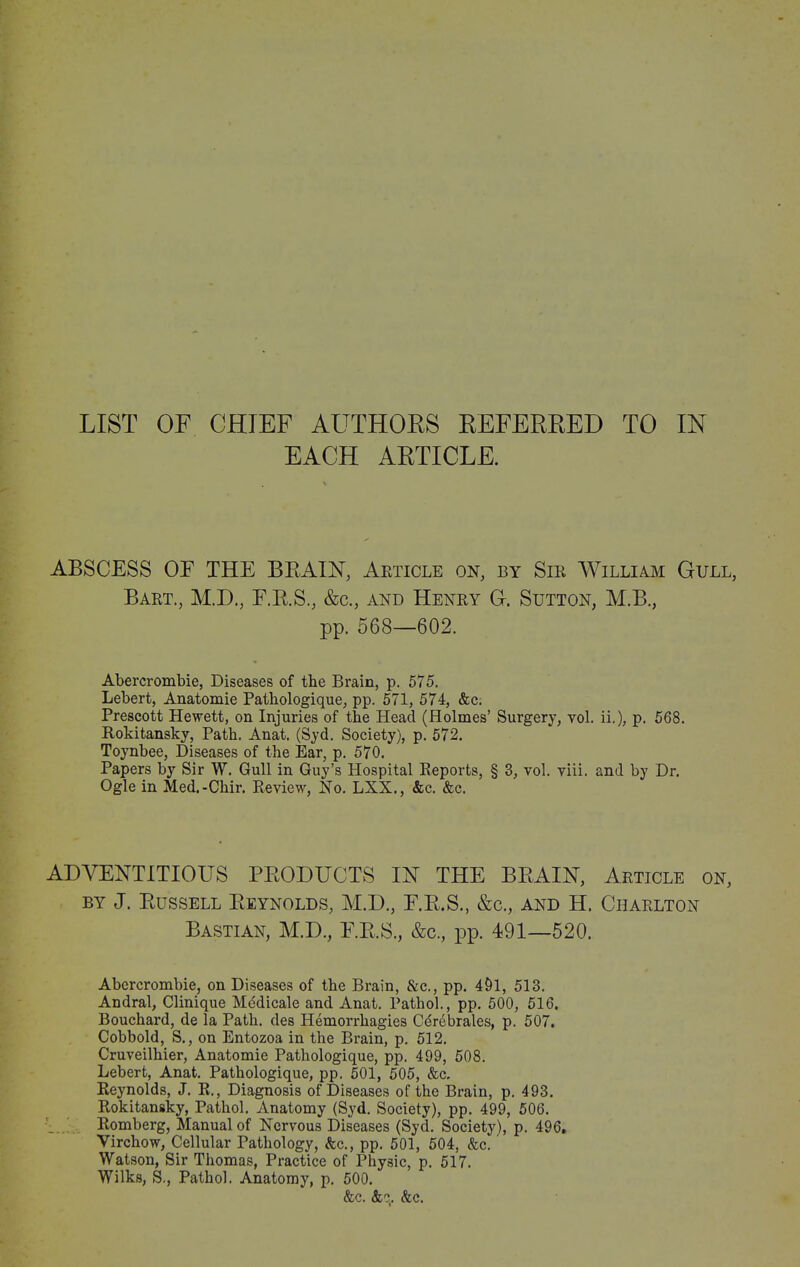 LIST OF CHIEF AUTHORS REFERRED TO IN
EACH ARTICLE.
ABSCESS OF THE BRAIN, Article on, by Sir William Gull,
Bart., M.D., F.R.S., &c., and Henry G. Sutton, M.B.,
pp. 568—602.
Abercrombie, Diseases of the Brain, p. 575.
Lebert, Anatomie Pathologique, pp. 571, 574, &c.
Prescott Hewett, on Injuries of the Head (Holmes' Surgery, vol. ii.), p. 568.
Rokitansky, Path. Anat. (Syd. Society), p. 572.
Toynbee, Diseases of the Ear, p. 570.
Papers by Sir W. Gull in Guy's Hospital Reports, § 3, vol. viii. and by Dr.
Ogle in Med.-Chir. Review, No. LXX., &c. &c.
ADVENTITIOUS PRODUCTS IN THE BRAIN, Article on,
by J. Russell Reynolds, M.D., F.R.S., &c., and H. Charlton
Bastian, M.D., F.R.S., &c., pp. 491—520.
Abercrombie, on Diseases of the Brain, &c., pp. 491, 513.
Andral, Clinique Médicale and Anat. Pathol., pp. 500, 516.
Bouchard, de la Path. des Hémorrhagies Cérébrales, p. 507.
Cobbold, S., on Entozoa in the Brain, p. 512.
Cruveilhier, Anatomie Pathologique, pp. 499, 508.
Lebert, Anat. Pathologique, pp. 501, 505, &c.
Reynolds, J. R., Diagnosis of Diseases of the Brain, p. 493.
Rokitansky, Pathol. Anatomy (Syd. Society), pp. 499, 506.
Romberg, Manual of Nervous Diseases (Syd. Society), p. 496.
Virchow, Cellular Pathology, &c., pp. 501, 504, &c.
Watson, Sir Thomas, Practice of Physic, p. 517.
Wilks, S., Pathol. Anatomy, p. 500.
&c. &c. &c.